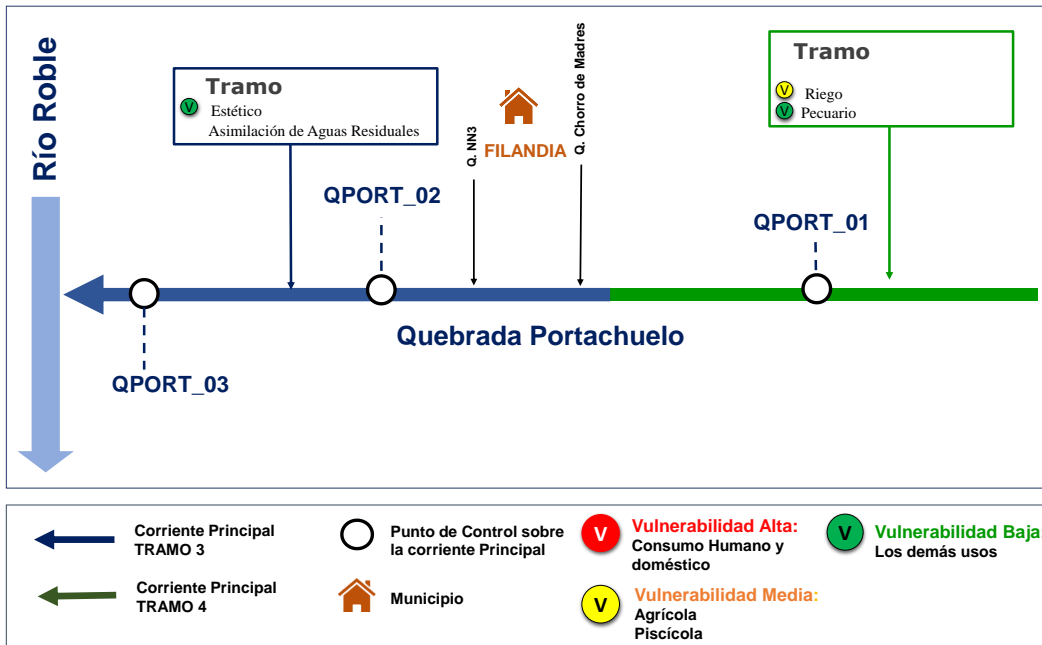 Río Roble
Tramo
V
Estético
Asimilación de Aguas Residuales
Q. NN3
FILANDIA
Q. Chorro de Madres
Tramo
V
Riego
V
Pecuario
QPORT_02
QPORT_01
Quebrada Portachuelo
QPORT_03
Corriente Principal
TRAMO 3
Corriente Principal
TRAMO 4
Punto de Control sobre
la corriente Principal
Municipio
V
Vulnerabilidad Alta:
Consumo Humano y
doméstico
V
Vulnerabilidad Media:
Agrícola
Piscícola
V
Vulnerabilidad Baja
Los demás usos